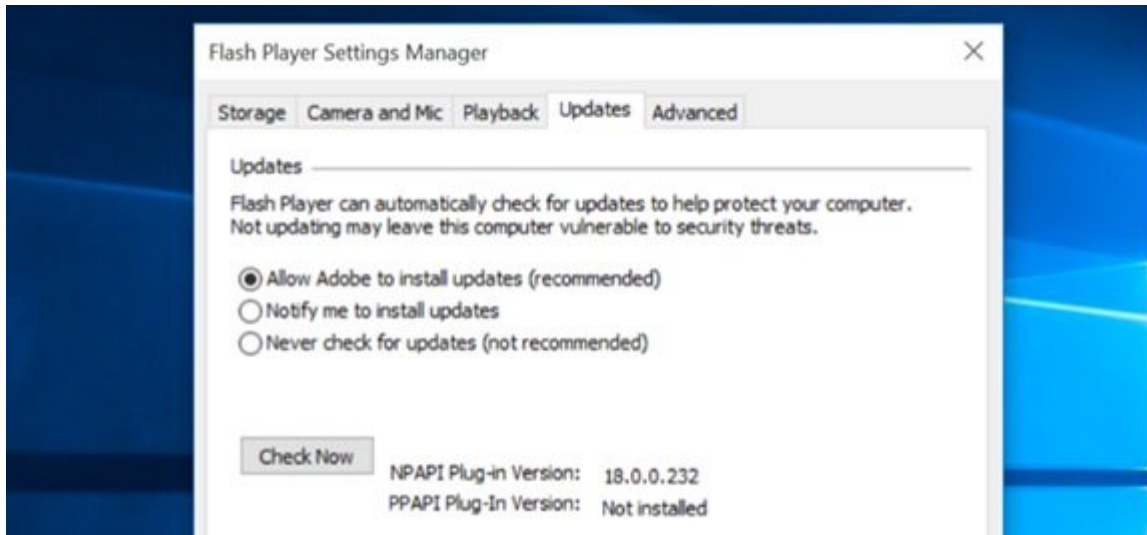 Flash Player Settings Manager
Storage Camera and Mic Playback Updates Advanced
Updates
Flash Player can automatically check for updates to help protect your computer.
Not updating may leave this computer vulnerable to security threats.
Allow Adobe to install updates (recommended)
Notify me to install updates
Never check for updates (not recommended)
Check Now
NPAPI Plug-in Version: 18.0.0.232
PPAPI Plug-In Version: Not installed